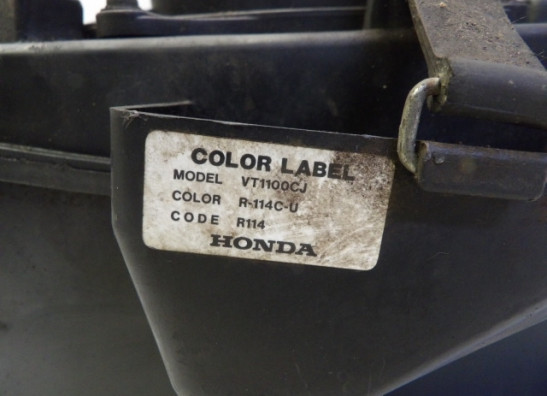 COLOR LABEL
MODEL VT1100CJ
COLOR R-114C-U
CODE R114
HONDA